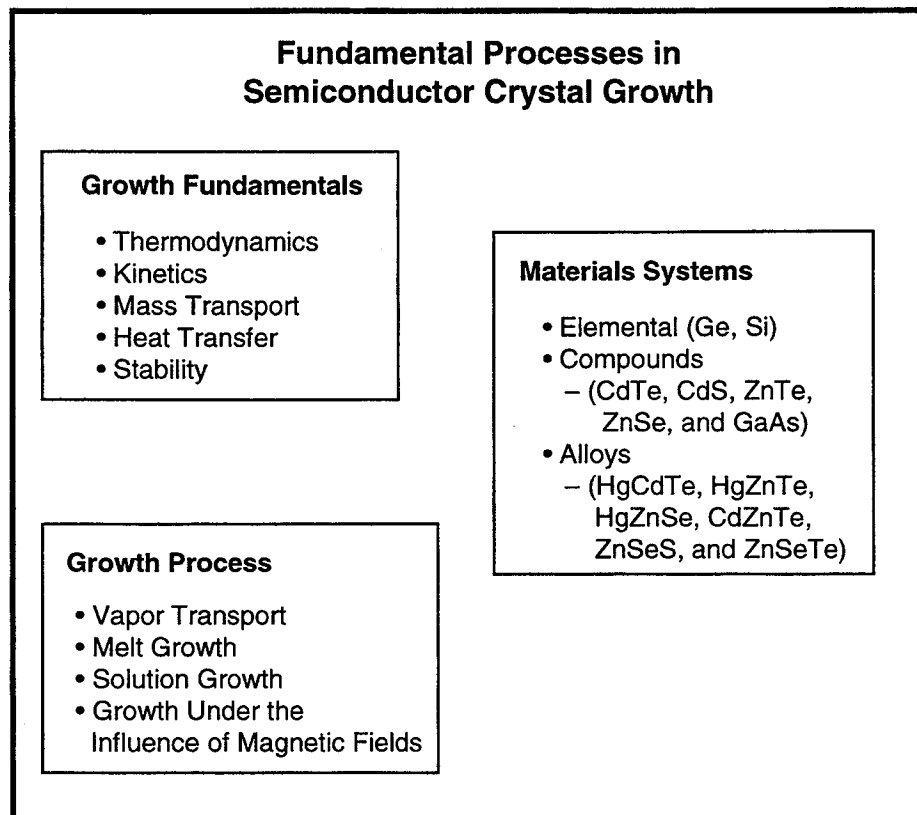 Fundamental Processes in
Semiconductor Crystal Growth
Growth Fundamentals
• Thermodynamics
• Kinetics
• Mass Transport
• Heat Transfer
• Stability
Materials Systems
• Elemental (Ge, Si)
• Compounds
– (CdTe, CdS, ZnTe,
ZnSe, and GaAs)
• Alloys
– (HgCdTe, HgZnTe,
HgZnSe, CdZnTe,
ZnSeS, and ZnSeTe)
Growth Process
• Vapor Transport
• Melt Growth
• Solution Growth
• Growth Under the
Influence of Magnetic Fields